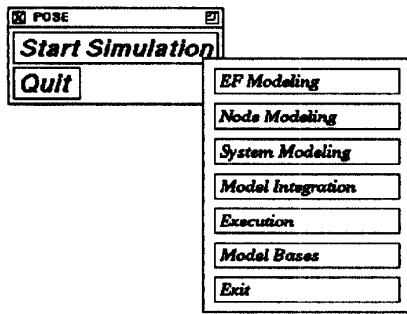 POSE
Start Simulation
Quit
EF Modeling
Node Modeling
System Modeling
Model Integration
Execution
Model Bases
Exit